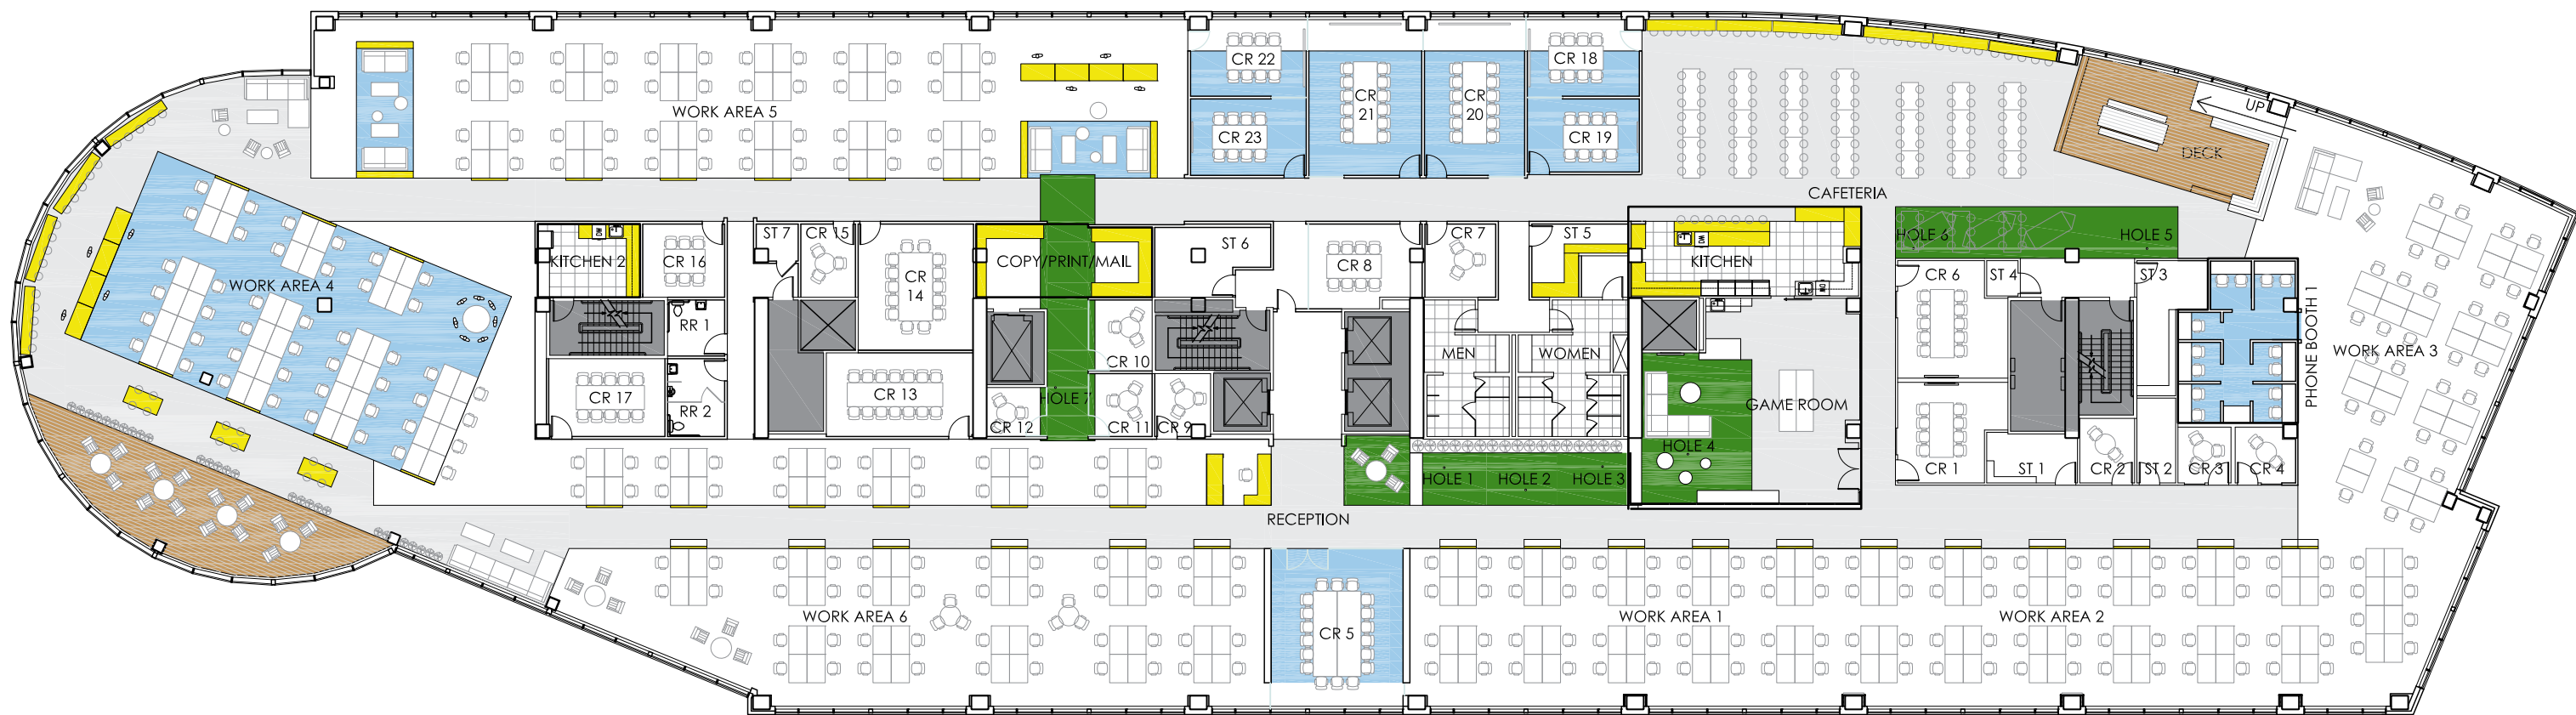 CR 22
CR 18
CR
21
CR
20
UP
WORK AREA 5
CR 23
CR 19
DECK
CAFETERIA
ST 7
CR 15
CR 7
ST 5
HOLE 6
HOLE 5
ST 6
KITCHEN 2
CR 16
COPY/PRINT/MAIL
CR 8
KITCHEN
CR 6
ST 4
ST 3
CR
14
WORK AREA 4
RR 1
PHONE BOOTH 1
CR 10
MEN
WOMEN
WORK AREA 3
CR 17
CR 13
HOLE 7
RR 2
GAME ROOM
CR 12
CR 11
CR 9
HOLE 4
CR 1
ST 1
CR 2
ST 2
CR 3
CR 4
HOLE 1
HOLE 2
HOLE 3
RECEPTION
WORK AREA 6
CR 5
WORK AREA 1
WORK AREA 2